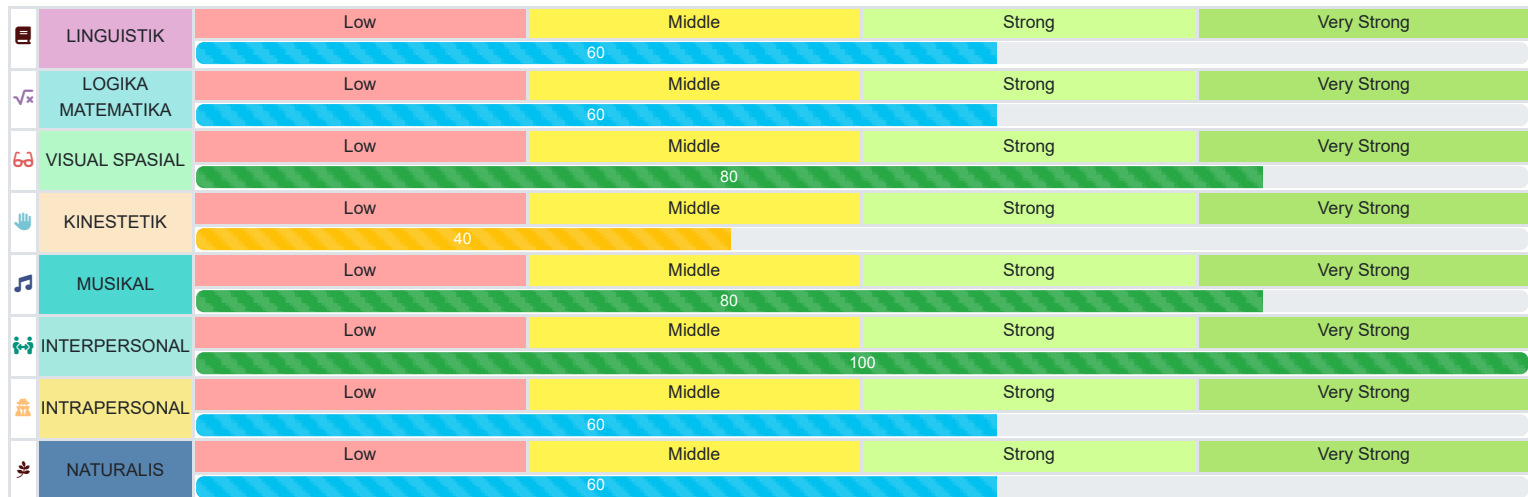 LINGUISTIK
Low Middle Strong Very Strong
60
LOGIKA
MATEMATIKA
Low Middle Strong Very Strong
60
VISUAL SPASIAL
Low Middle Strong Very Strong
80
KINESTETIK
Low Middle Strong Very Strong
40
MUSIKAL
Low Middle Strong Very Strong
80
INTERPERSONAL
Low Middle Strong Very Strong
100
INTRAPERSONAL
Low Middle Strong Very Strong
60
NATURALIS
Low Middle Strong Very Strong
60